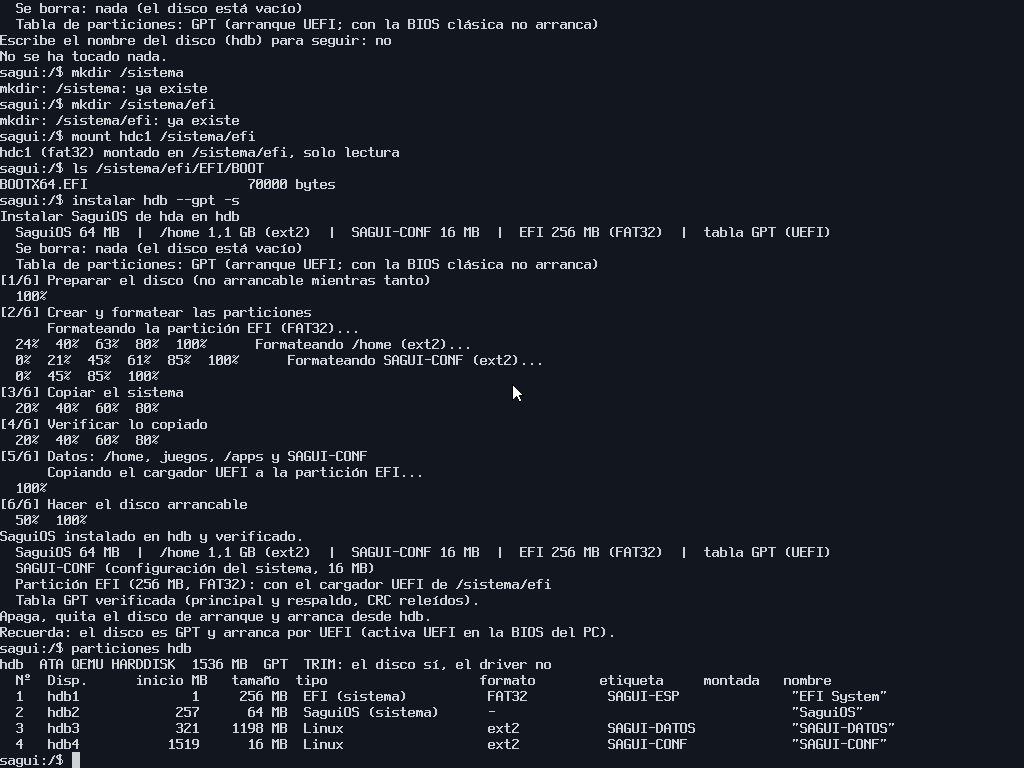 Se borra: nada (el disco está vacío)
Tabla de particiones: GPT (arranque UEFI; con la BIOS clásica no arranca)
Escribe el nombre del disco (hdb) para seguir: no
No se ha tocado nada.
sagui:/$ mkdir /sistema
mkdir: /sistema: ya existe
sagui:/$ mkdir /sistema/efi
mkdir: /sistema/efi: ya existe
sagui:/$ mount hdc1 /sistema/efi
hdc1 (fat32) montado en /sistema/efi, solo lectura
sagui:/$ ls /sistema/efi/EFI/BOOT
BOOTX64.EFI                    70000 bytes
sagui:/$ instalar hdb --gpt -s
Instalar SaguiOS de hda en hdb
  SaguiOS 64 MB  |  /home 1,1 GB (ext2)  |  SAGUI-CONF 16 MB  |  EFI 256 MB (FAT32)  |  tabla GPT (UEFI)
  Se borra: nada (el disco está vacío)
  Tabla de particiones: GPT (arranque UEFI; con la BIOS clásica no arranca)
[1/6] Preparar el disco (no arrancable mientras tanto)
  100%
[2/6] Crear y formatear las particiones
      Formateando la partición EFI (FAT32)...
  24%  40%  63%  80%  100%      Formateando /home (ext2)...
  0%  21%  45%  61%  85%  100%      Formateando SAGUI-CONF (ext2)...
  0%  45%  85%  100%
[3/6] Copiar el sistema
  20%  40%  60%  80%
[4/6] Verificar lo copiado
  20%  40%  60%  80%
[5/6] Datos: /home, juegos, /apps y SAGUI-CONF
      Copiando el cargador UEFI a la partición EFI...
  100%
[6/6] Hacer el disco arrancable
  50%  100%
SaguiOS instalado en hdb y verificado.
  SaguiOS 64 MB  |  /home 1,1 GB (ext2)  |  SAGUI-CONF 16 MB  |  EFI 256 MB (FAT32)  |  tabla GPT (UEFI)
  SAGUI-CONF (configuración del sistema, 16 MB)
  Partición EFI (256 MB, FAT32): con el cargador UEFI de /sistema/efi
  Tabla GPT verificada (principal y respaldo, CRC releídos).
Apaga, quita el disco de arranque y arranca desde hdb.
Recuerda: el disco es GPT y arranca por UEFI (activa UEFI en la BIOS del PC).
sagui:/$ particiones hdb
hdb  ATA QEMU HARDDISK  1536 MB  GPT  TRIM: el disco sí, el driver no
  Nº  Disp.      inicio MB   tamaño  tipo                formato        etiqueta     montada   nombre
  1   hdb1               1     256 MB  EFI (sistema)          FAT32          SAGUI-ESP              "EFI System"
  2   hdb2             257      64 MB  SaguiOS (sistema)      -                                     "SaguiOS"
  3   hdb3             321    1198 MB  Linux                  ext2           SAGUI-DATOS            "SAGUI-DATOS"
  4   hdb4            1519      16 MB  Linux                  ext2           SAGUI-CONF             "SAGUI-CONF"
sagui:/$